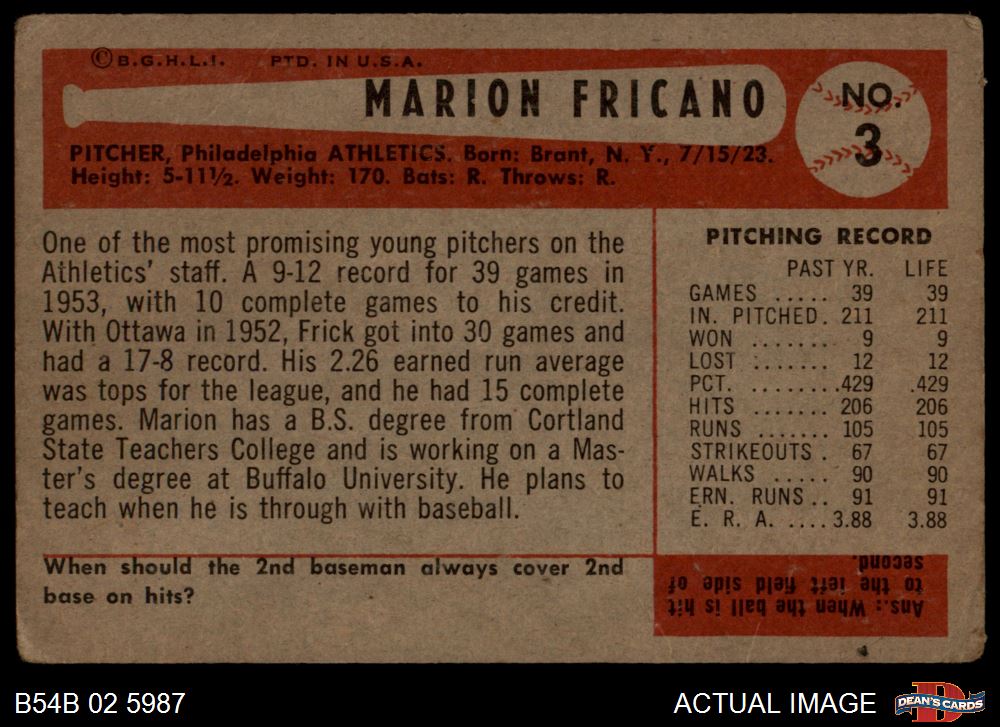 © B.G.H.L.I. PTD. IN U.S.A.
MARION FRICANO
NO.
3
PITCHER, Philadelphia ATHLETICS. Born: Brant, N. Y., 7/15/23.
Height: 5-11½. Weight: 170. Bats: R. Throws: R.
One of the most promising young pitchers on the
Athletics' staff. A 9-12 record for 39 games in
1953, with 10 complete games to his credit.
With Ottawa in 1952, Frick got into 30 games and
had a 17-8 record. His 2.26 earned run average
was tops for the league, and he had 15 complete
games. Marion has a B.S. degree from Cortland
State Teachers College and is working on a Mas-
ter's degree at Buffalo University. He plans to
teach when he is through with baseball.
PITCHING RECORD
PAST YR. LIFE
GAMES ..... 39 39
IN. PITCHED. 211 211
WON ........ 9 9
LOST ....... 12 12
PCT. ........429 .429
HITS ....... 206 206
RUNS ....... 105 105
STRIKEOUTS . 67 67
WALKS ..... 90 90
ERN. RUNS .. 91 91
E. R. A. .... 3.88 3.88
When should the 2nd baseman always cover 2nd
base on hits?
Ans.: When the ball is hit
to the left field side of
second.
B54B 02 5987
ACTUAL IMAGE
DEAN'S CARDS